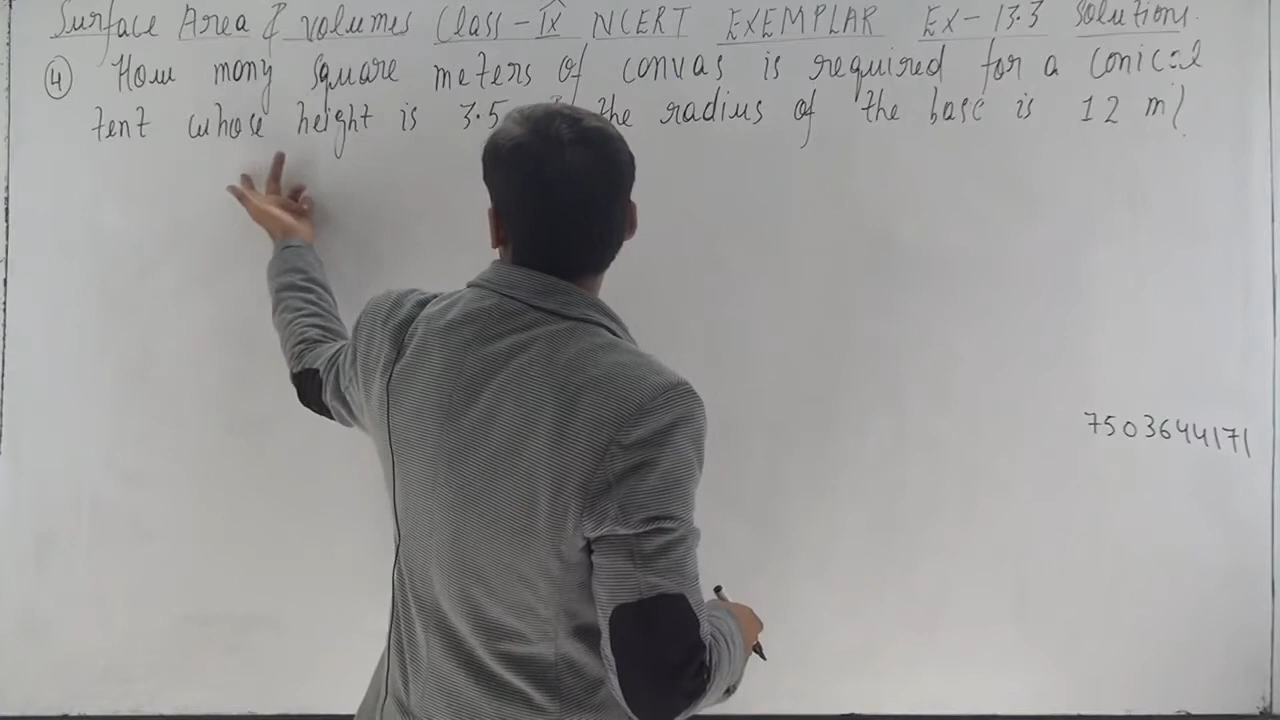 Surface Area & volumes Class-IX NCERT EXEMPLAR EX-13.3 Solutions.
④ How many square meters of canvas is required for a conical
tent whose height is 3.5 the radius of the base is 12 m?
7503644171